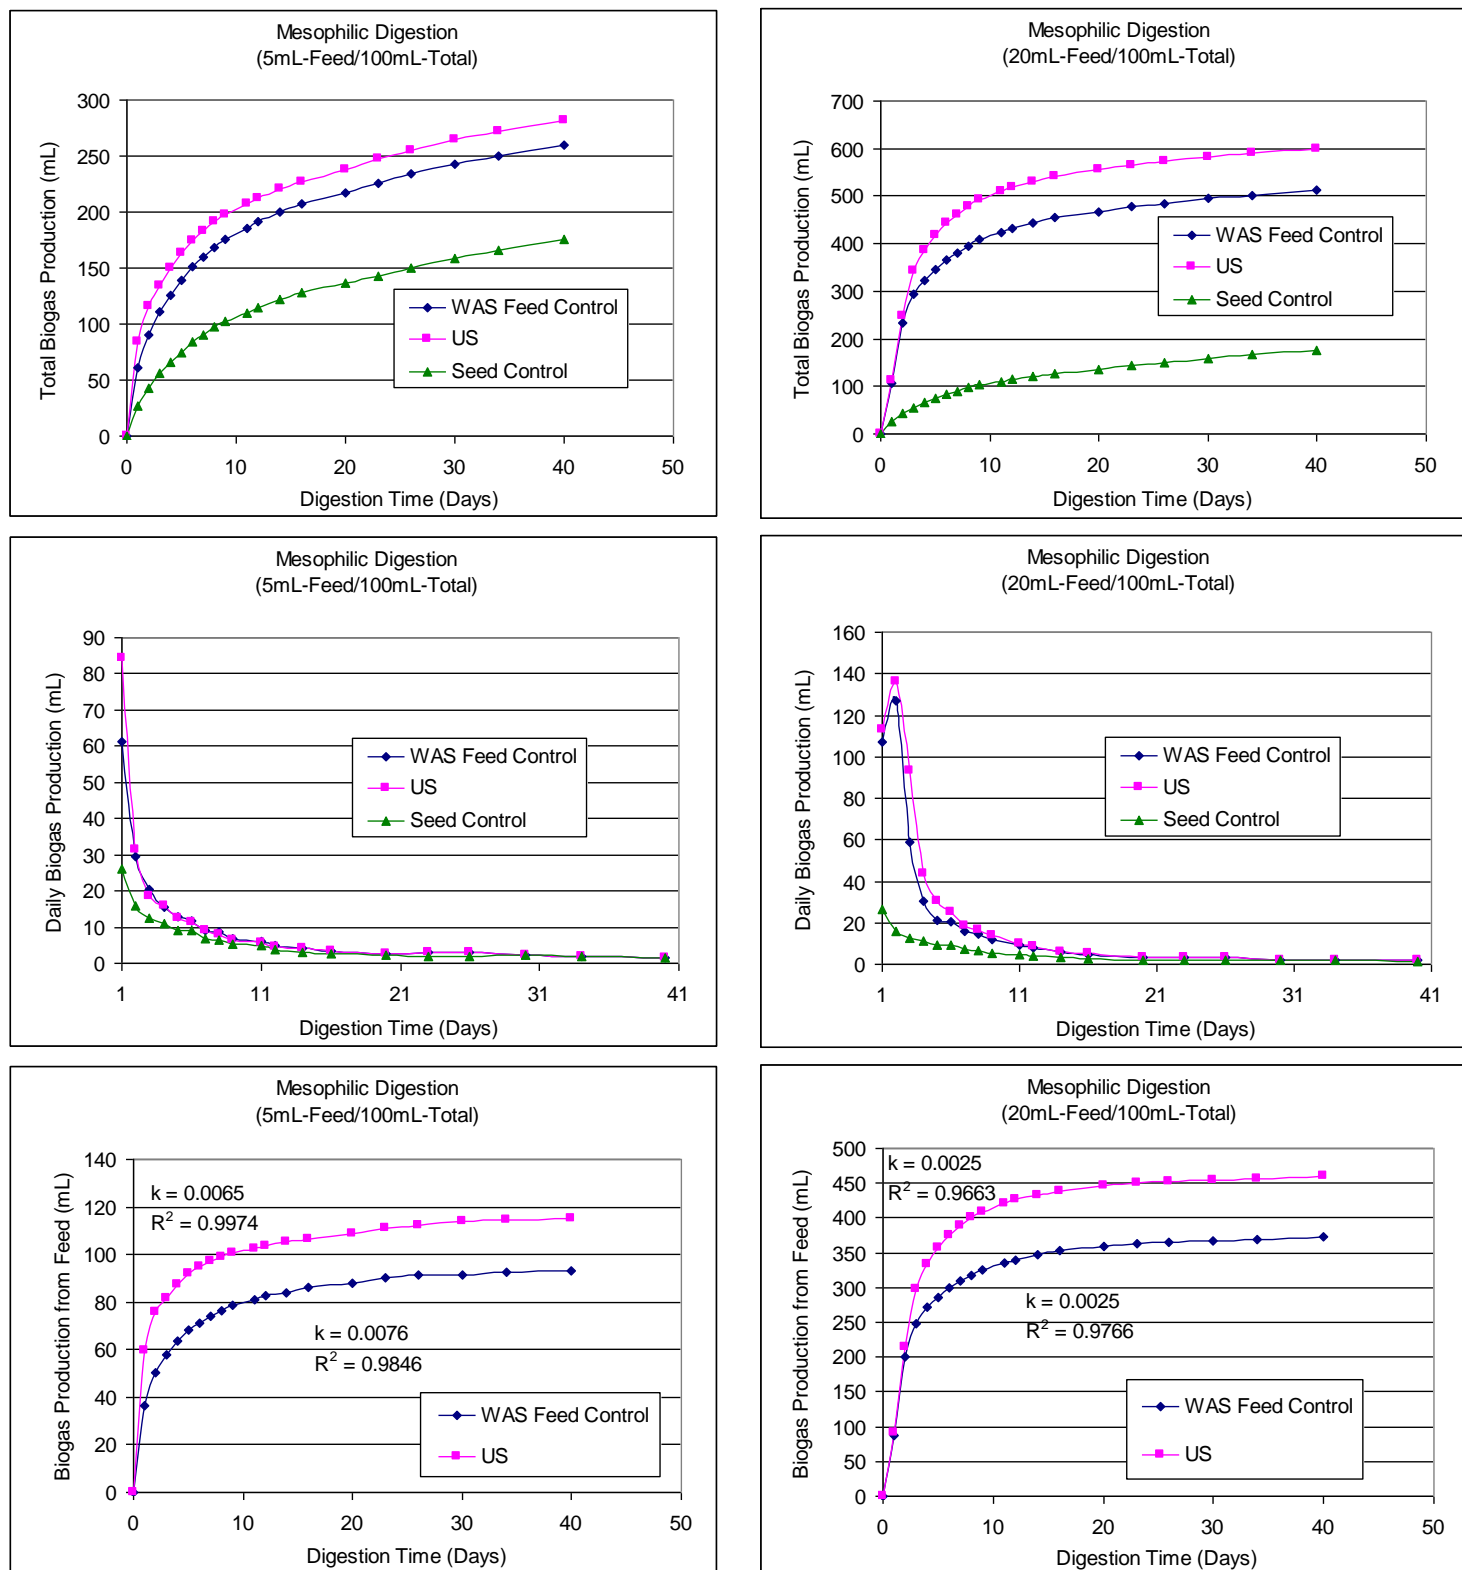 Mesophilic Digestion
(5mL-Feed/100mL-Total)
Total Biogas Production (mL)
300
250
200
150
100
50
0
0 10 20 30 40 50
Digestion Time (Days)
WAS Feed Control
US
Seed Control
Mesophilic Digestion
(20mL-Feed/100mL-Total)
Total Biogas Production (mL)
700
600
500
400
300
200
100
0
0 10 20 30 40 50
Digestion Time (Days)
WAS Feed Control
US
Seed Control
Mesophilic Digestion
(5mL-Feed/100mL-Total)
Daily Biogas Production (mL)
90
80
70
60
50
40
30
20
10
0
1 11 21 31 41
Digestion Time (Days)
WAS Feed Control
US
Seed Control
Mesophilic Digestion
(20mL-Feed/100mL-Total)
Daily Biogas Production (mL)
160
140
120
100
80
60
40
20
0
1 11 21 31 41
Digestion Time (Days)
WAS Feed Control
US
Seed Control
Mesophilic Digestion
(5mL-Feed/100mL-Total)
Biogas Production from Feed (mL)
140
120
100
80
60
40
20
0
0 10 20 30 40 50
Digestion Time (Days)
k = 0.0065
R² = 0.9974
k = 0.0076
R² = 0.9846
WAS Feed Control
US
Mesophilic Digestion
(20mL-Feed/100mL-Total)
Biogas Production from Feed (mL)
500
450
400
350
300
250
200
150
100
50
0
0 10 20 30 40 50
Digestion Time (Days)
k = 0.0025
R² = 0.9663
k = 0.0025
R² = 0.9766
WAS Feed Control
US